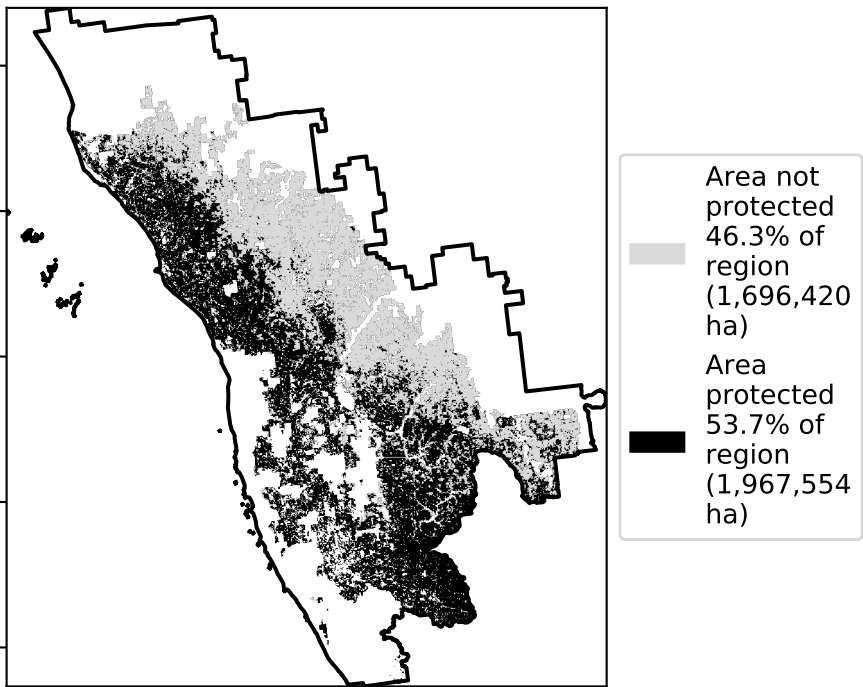 Area not
protected
46.3% of
region
(1,696,420
ha)
Area
protected
53.7% of
region
(1,967,554
ha)